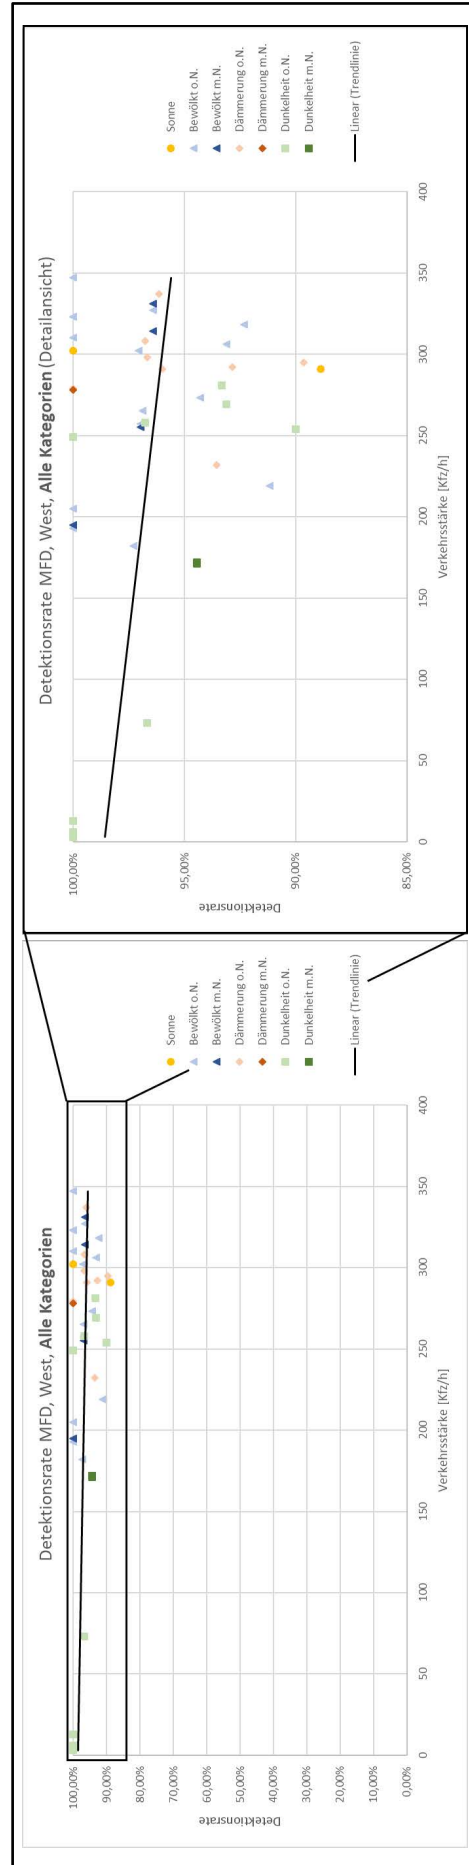 Detektionsrate MFD, West, Alle Kategorien
Detektionsrate
100,00%
90,00%
80,00%
70,00%
60,00%
50,00%
40,00%
30,00%
20,00%
10,00%
0,00%
0
50
100
150
200
250
300
350
400
Verkehrsstärke [Kfz/h]
Sonne
Bewölkt o.N.
Bewölkt m.N.
Dämmerung o.N.
Dämmerung m.N.
Dunkelheit o.N.
Dunkelheit m.N.
Linear (Trendlinie)
Detektionsrate MFD, West, Alle Kategorien (Detailansicht)
Detektionsrate
100,00%
95,00%
90,00%
85,00%
0
50
100
150
200
250
300
350
400
Verkehrsstärke [Kfz/h]
Sonne
Bewölkt o.N.
Bewölkt m.N.
Dämmerung o.N.
Dämmerung m.N.
Dunkelheit o.N.
Dunkelheit m.N.
Linear (Trendlinie)